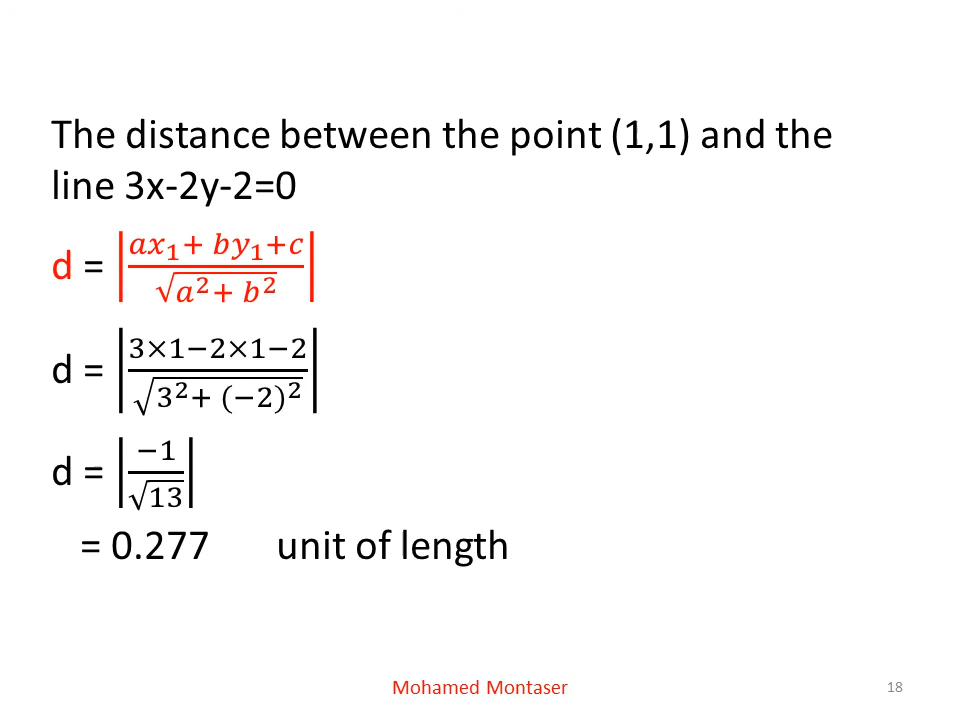 The distance between the point (1,1) and the
line 3x-2y-2=0
d = |(ax₁+ by₁+c)/√(a²+ b²)|
d = |(3×1−2×1−2)/√(3²+ (−2)²)|
d = |−1/√13|
= 0.277 unit of length
Mohamed Montaser
18